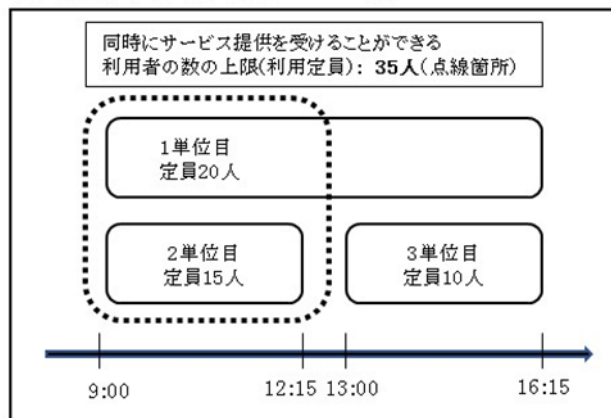 同時にサービス提供を受けることができる
利用者の数の上限(利用定員): 35人(点線箇所)
1単位目
定員20人
2単位目
定員15人
3単位目
定員10人
9:00
12:15
13:00
16:15